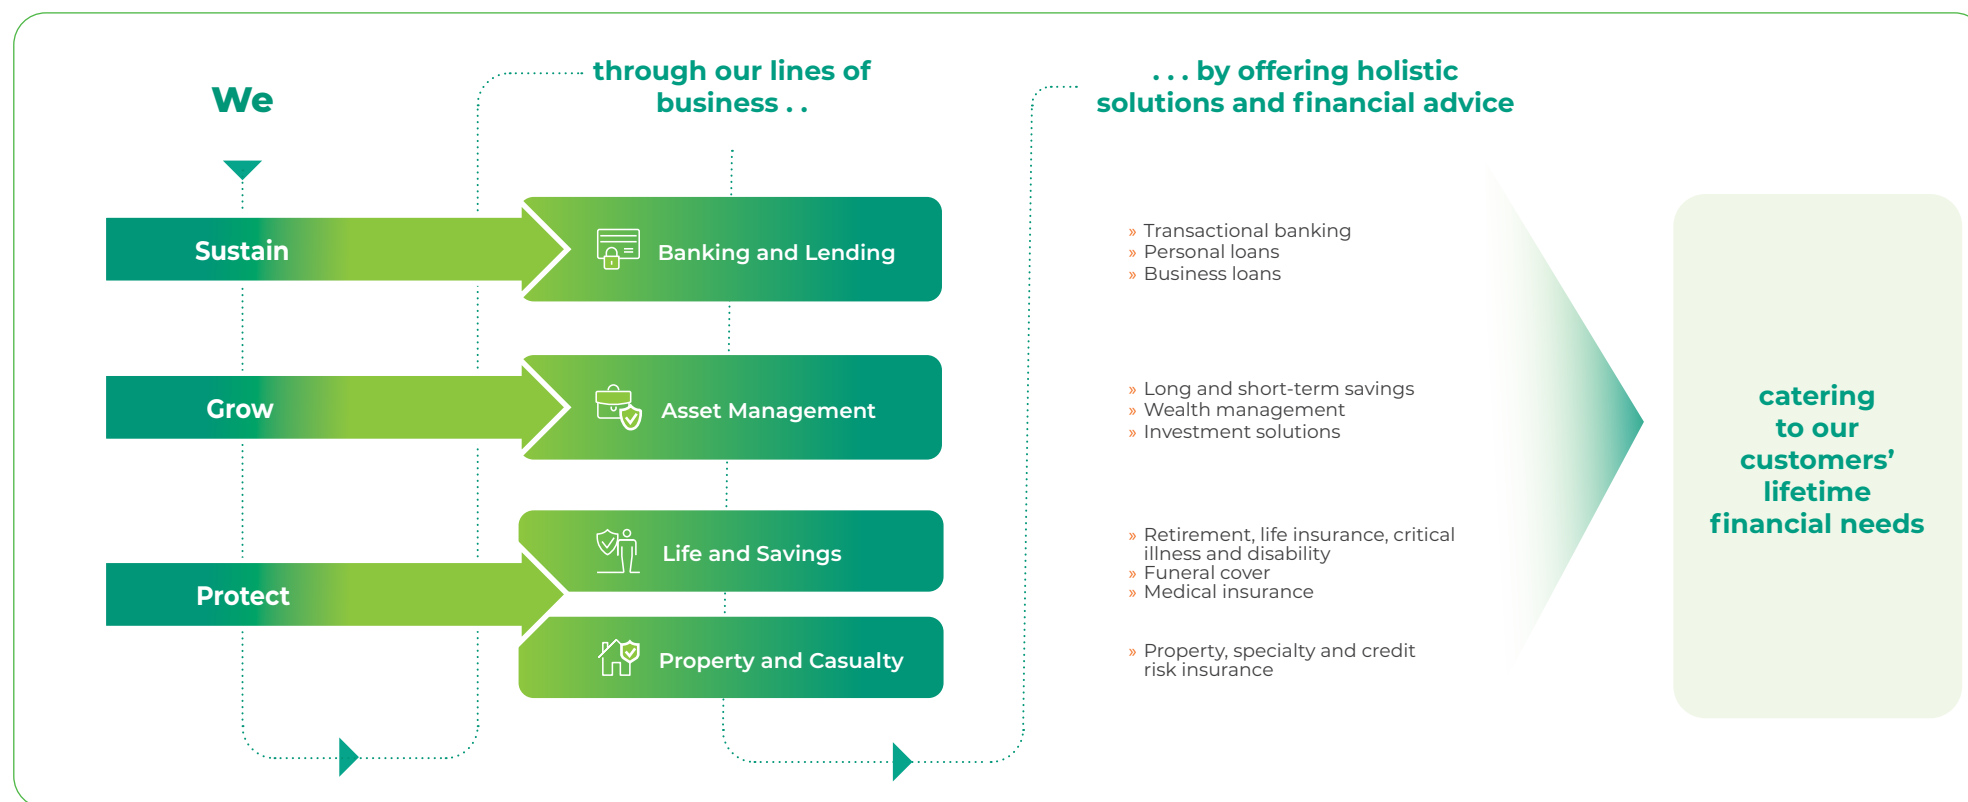 We
through our lines of
business . .
. . . by offering holistic
solutions and financial advice
Sustain
Banking and Lending
» Transactional banking
» Personal loans
» Business loans
Grow
Asset Management
» Long and short-term savings
» Wealth management
» Investment solutions
Protect
Life and Savings
» Retirement, life insurance, critical
illness and disability
» Funeral cover
» Medical insurance
Property and Casualty
» Property, specialty and credit
risk insurance
catering
to our
customers’
lifetime
financial needs